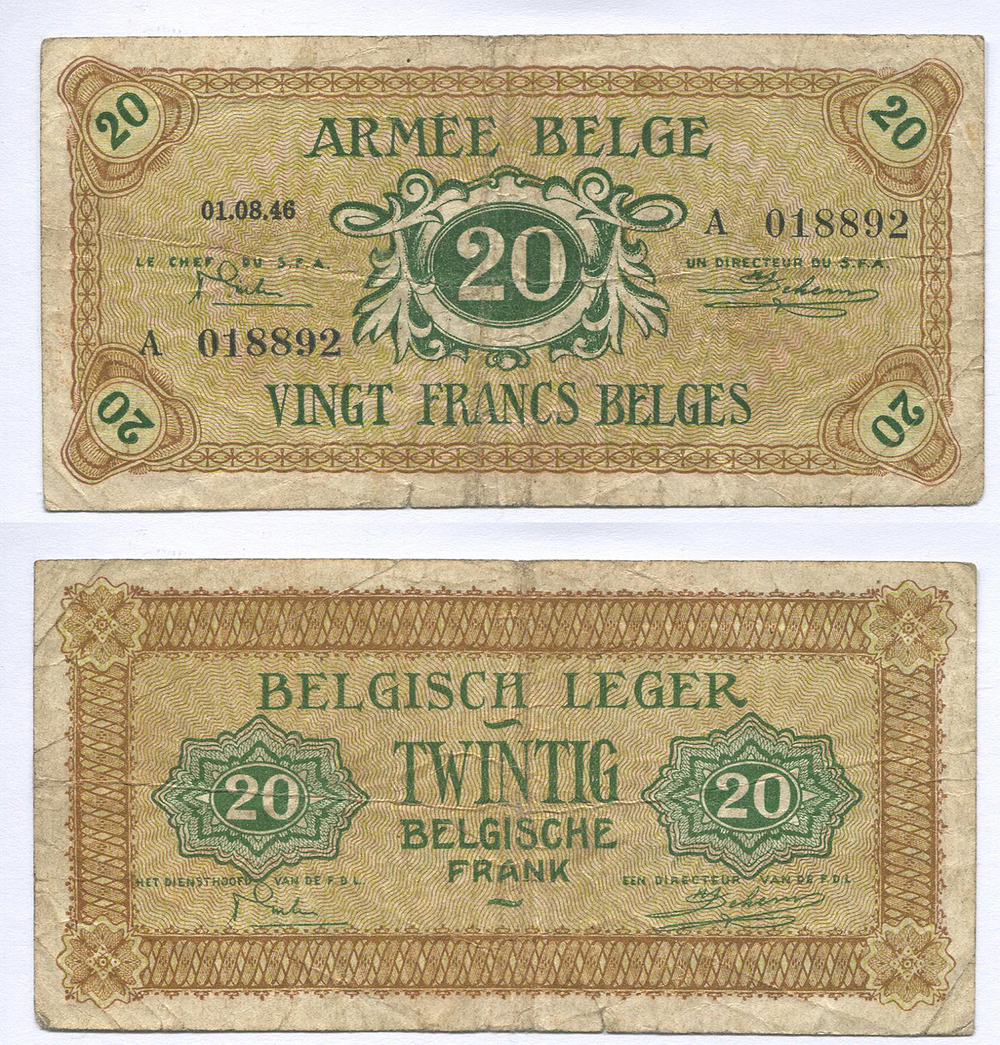 20 20
ARMÉE BELGE
01.08.46
A 018892
20
LE CHEF DU S.F.A.
UN DIRECTEUR DU S.F.A.
A 018892
VINGT FRANCS BELGES
20 20
BELGISCH LEGER
TWINTIG
20 20
BELGISCHE
FRANK
HET DIENSTHOOFD VAN DE F.D.L.
EEN DIRECTEUR VAN DE F.D.L